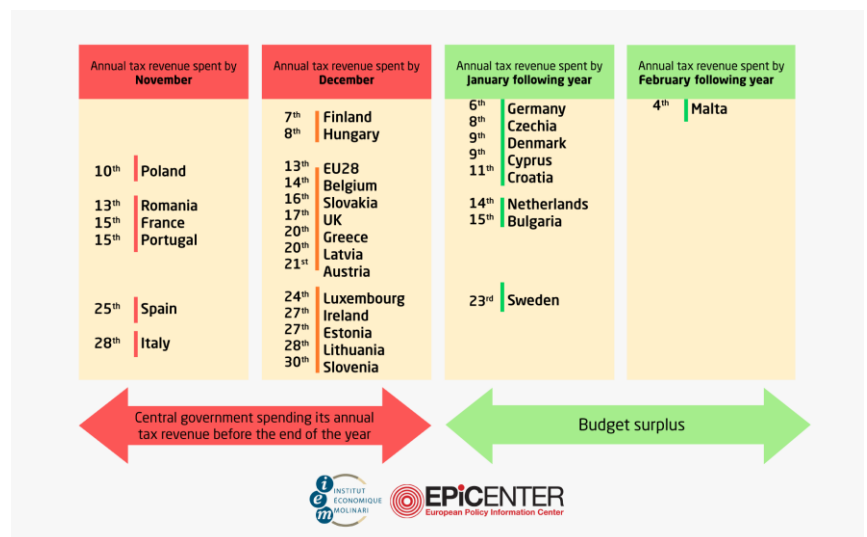 Annual tax revenue spent by
November
10th Poland
13th Romania
15th France
15th Portugal
25th Spain
28th Italy
Annual tax revenue spent by
December
7th Finland
8th Hungary
13th EU28
14th Belgium
16th Slovakia
17th UK
20th Greece
20th Latvia
21st Austria
24th Luxembourg
27th Ireland
27th Estonia
28th Lithuania
30th Slovenia
Annual tax revenue spent by
January following year
6th Germany
8th Czechia
9th Denmark
9th Cyprus
11th Croatia
14th Netherlands
15th Bulgaria
23rd Sweden
Annual tax revenue spent by
February following year
4th Malta
Central government spending its annual
tax revenue before the end of the year
Budget surplus
iem
INSTITUT
ÉCONOMIQUE
MOLINARI
EPiCENTER
European Policy Information Center